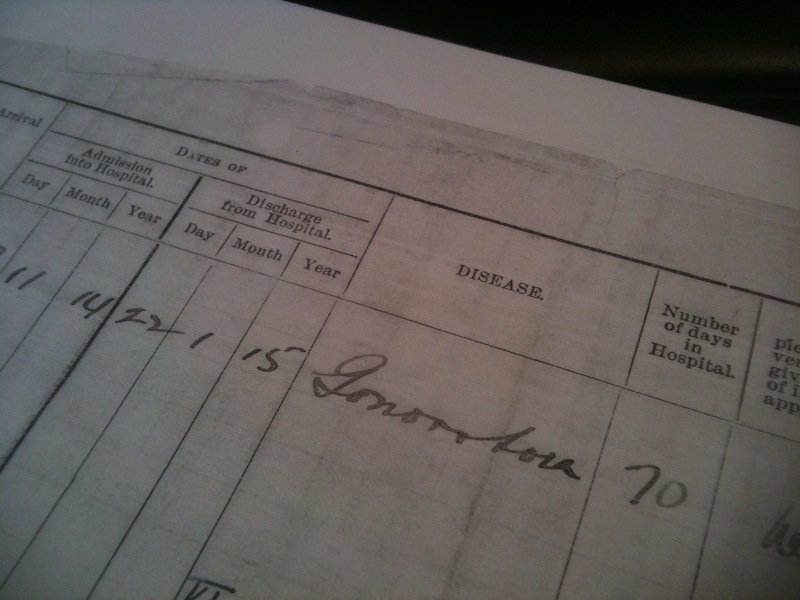 Arrival
DATES OF
Admission
into Hospital.
Day Month Year
Discharge
from Hospital.
Day Month Year
DISEASE.
Number
of days
in
Hospital.
11 14 22 1 15 Gonorrhoea 70
VI